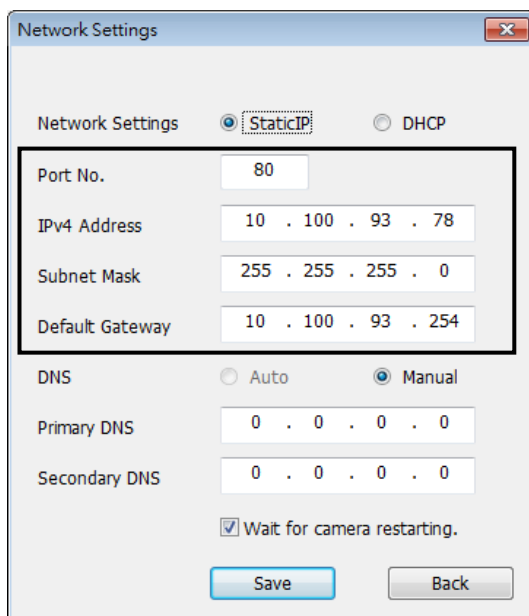 Network Settings
Network Settings StaticIP DHCP
Port No. 80
IPv4 Address 10 . 100 . 93 . 78
Subnet Mask 255 . 255 . 255 . 0
Default Gateway 10 . 100 . 93 . 254
DNS Auto Manual
Primary DNS 0 . 0 . 0 . 0
Secondary DNS 0 . 0 . 0 . 0
Wait for camera restarting.
Save Back